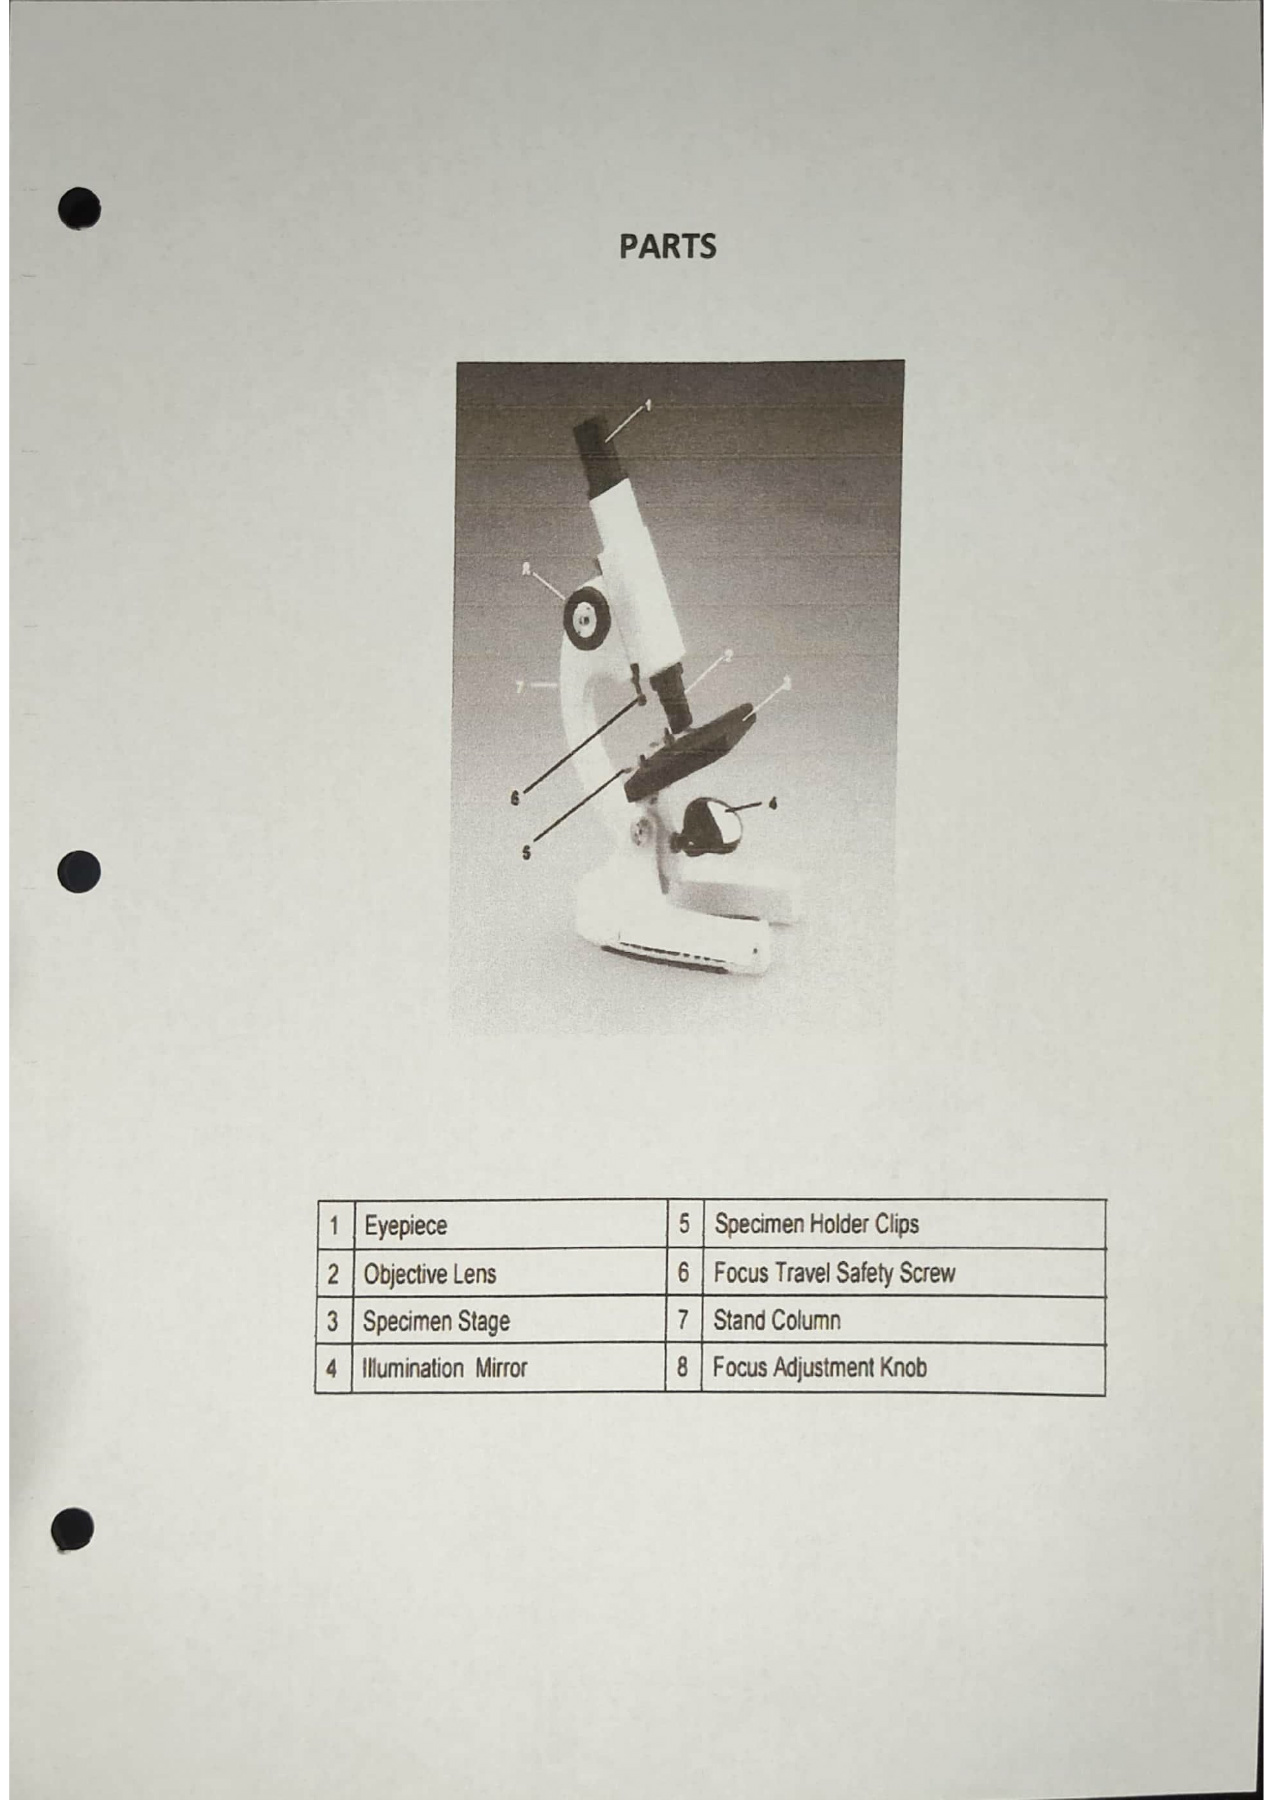 PARTS
1
8
2
7
3
6
4
5
1 Eyepiece 5 Specimen Holder Clips
2 Objective Lens 6 Focus Travel Safety Screw
3 Specimen Stage 7 Stand Column
4 Illumination Mirror 8 Focus Adjustment Knob